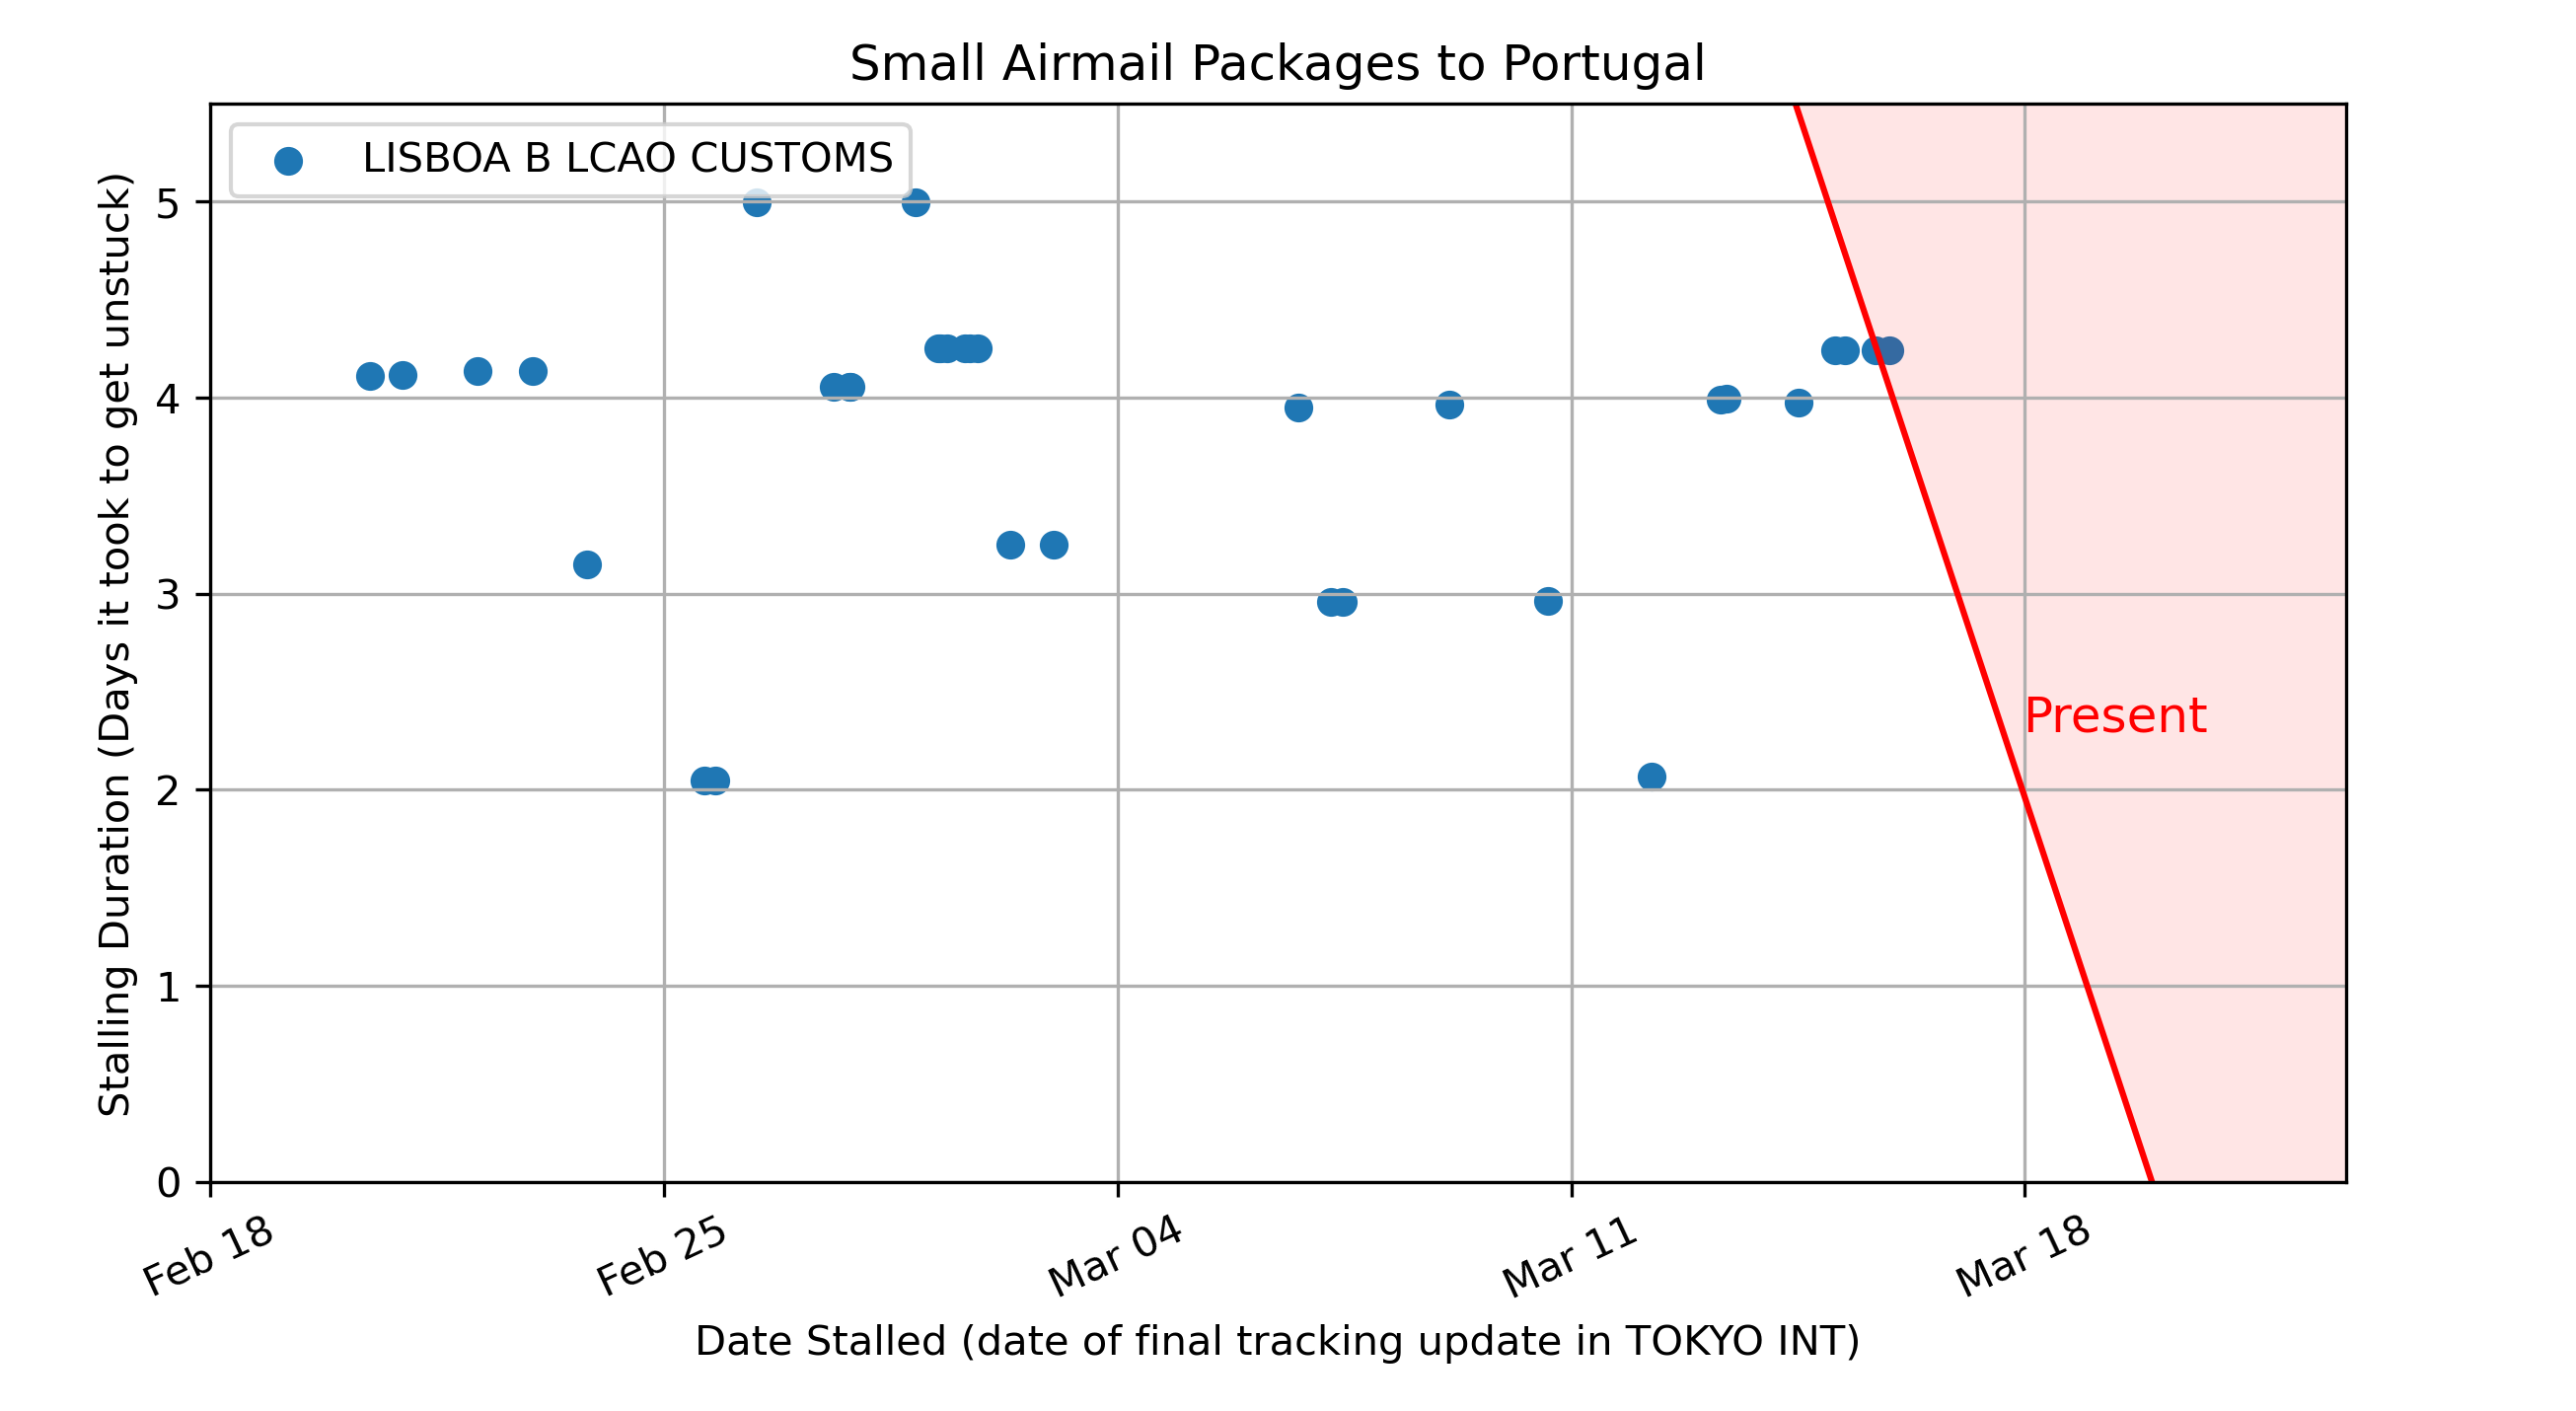 Small Airmail Packages to Portugal
LISBOA B LCAO CUSTOMS
Stalling Duration (Days it took to get unstuck)
5
4
3
2
1
0
Present
Feb 18
Feb 25
Mar 04
Mar 11
Mar 18
Date Stalled (date of final tracking update in TOKYO INT)